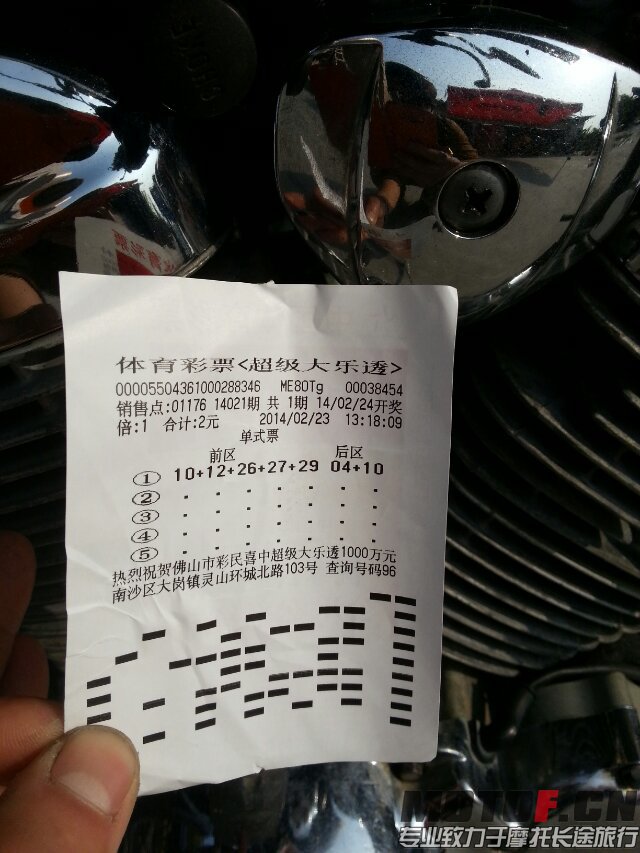 体育彩票<超级大乐透>
00005504361000288346 ME80Tg 00038454
销售点:01176 14021期 共 1期 14/02/24开奖
倍:1 合计:2元 2014/02/23 13:18:09
单式票
前区 后区
① 10+12+26+27+29 04+10
② · · · · · · ·
③ · · · · · · ·
④ · · · · · · ·
⑤ · · · · · · ·
热烈祝贺佛山市彩民喜中超级大乐透1000万元
南沙区大岗镇灵山环城北路103号 查询号码96
MOTOF.CN
专业致力于摩托长途旅行